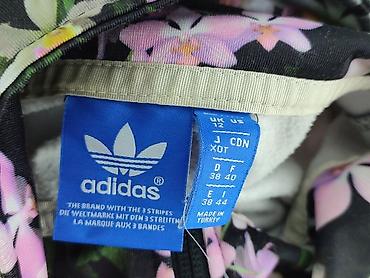 adidas
THE BRAND WITH THE 3 STRIPES
DIE WELTMARKE MIT DEN 3 STREIFEN
LA MARQUE AUX 3 BANDES
UK US
12
J CDN
XOT
D F
38 40
E I
38 44
MADE IN
TURKEY